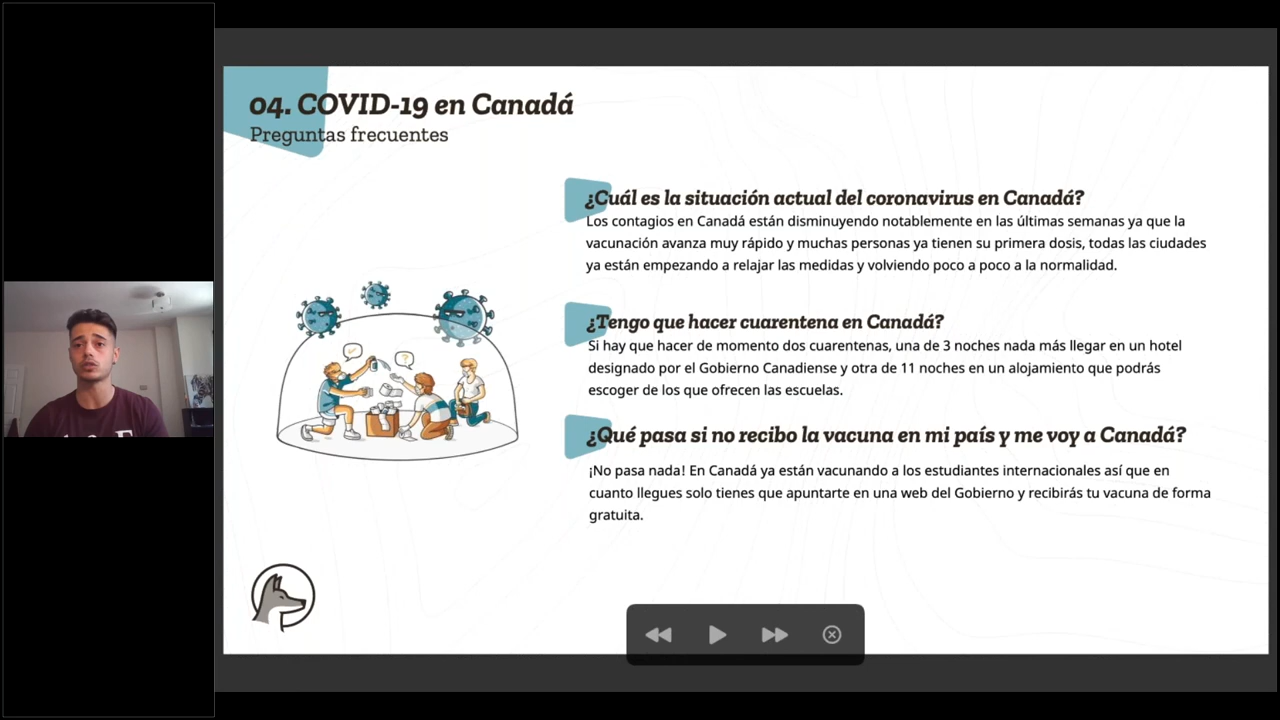 04. COVID-19 en Canadá
Preguntas frecuentes
¿Cuál es la situación actual del coronavirus en Canadá?
Los contagios en Canadá están disminuyendo notablemente en las últimas semanas ya que la
vacunación avanza muy rápido y muchas personas ya tienen su primera dosis, todas las ciudades
ya están empezando a relajar las medidas y volviendo poco a poco a la normalidad.
¿Tengo que hacer cuarentena en Canadá?
Si hay que hacer de momento dos cuarentenas, una de 3 noches nada más llegar en un hotel
designado por el Gobierno Canadiense y otra de 11 noches en un alojamiento que podrás
escoger de los que ofrecen las escuelas.
¿Qué pasa si no recibo la vacuna en mi país y me voy a Canadá?
¡No pasa nada! En Canadá ya están vacunando a los estudiantes internacionales así que en
cuanto llegues solo tienes que apuntarte en una web del Gobierno y recibirás tu vacuna de forma
gratuita.
?